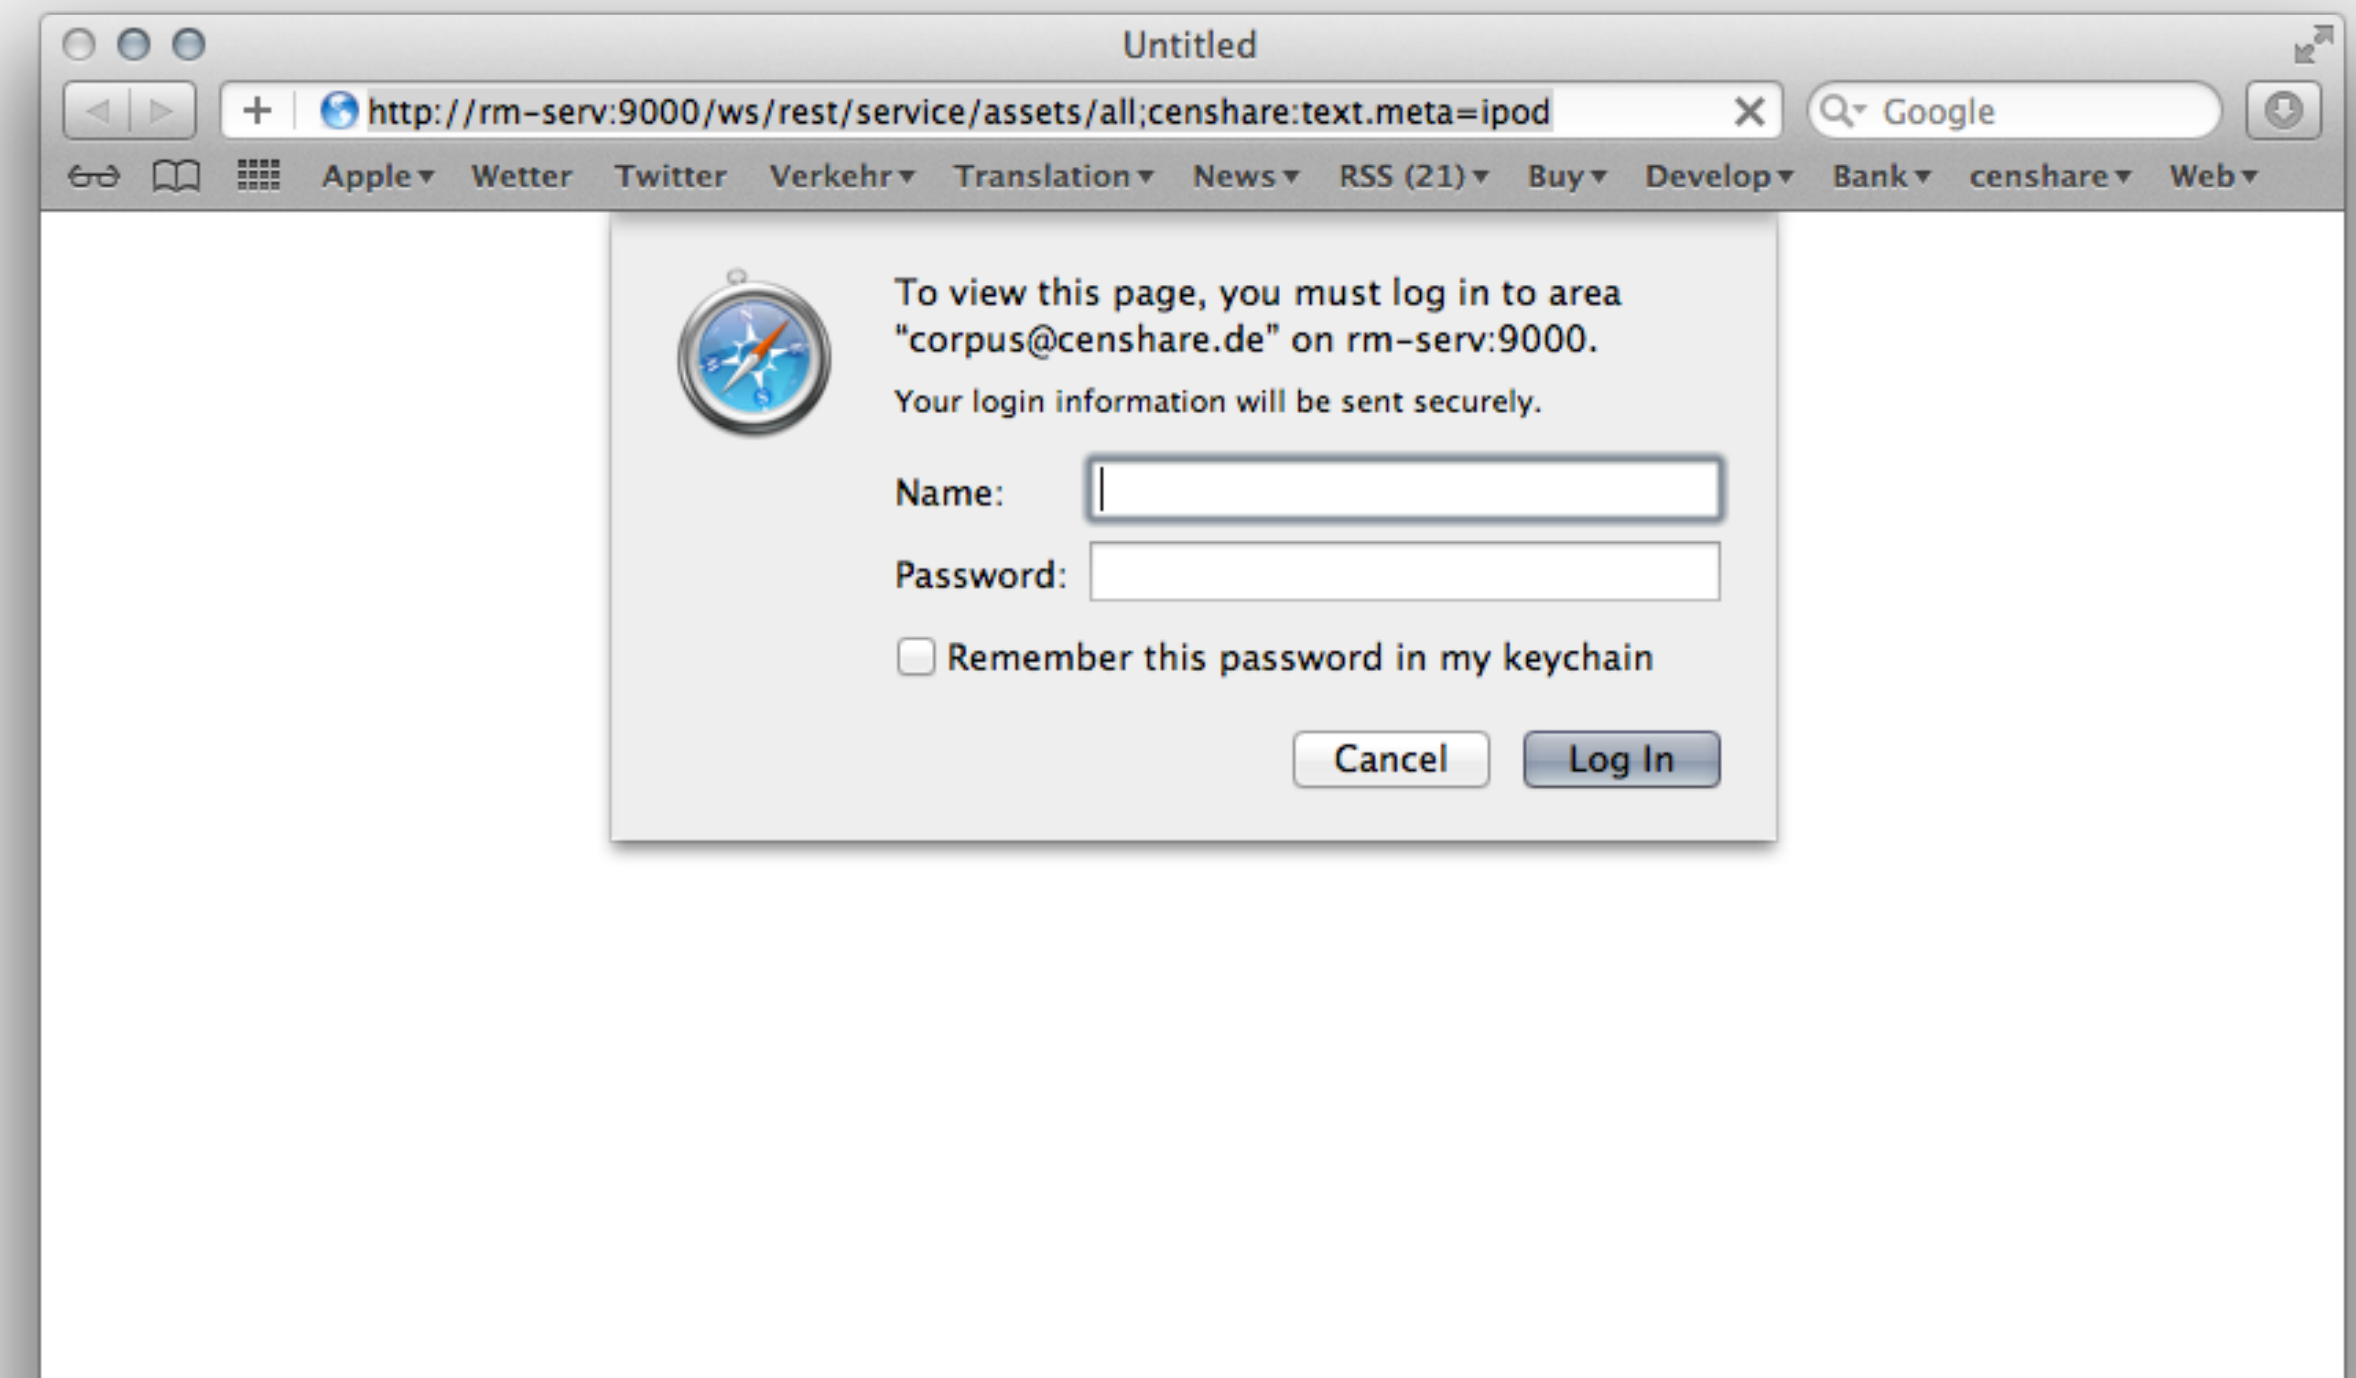 Untitled
http://rm-serv:9000/ws/rest/service/assets/all;censhare:text.meta=ipod Google
Apple Wetter Twitter Verkehr Translation News RSS (21) Buy Develop Bank censhare Web
To view this page, you must log in to area
“corpus@censhare.de” on rm-serv:9000.
Your login information will be sent securely.
Name:
Password:
Remember this password in my keychain
Cancel Log In